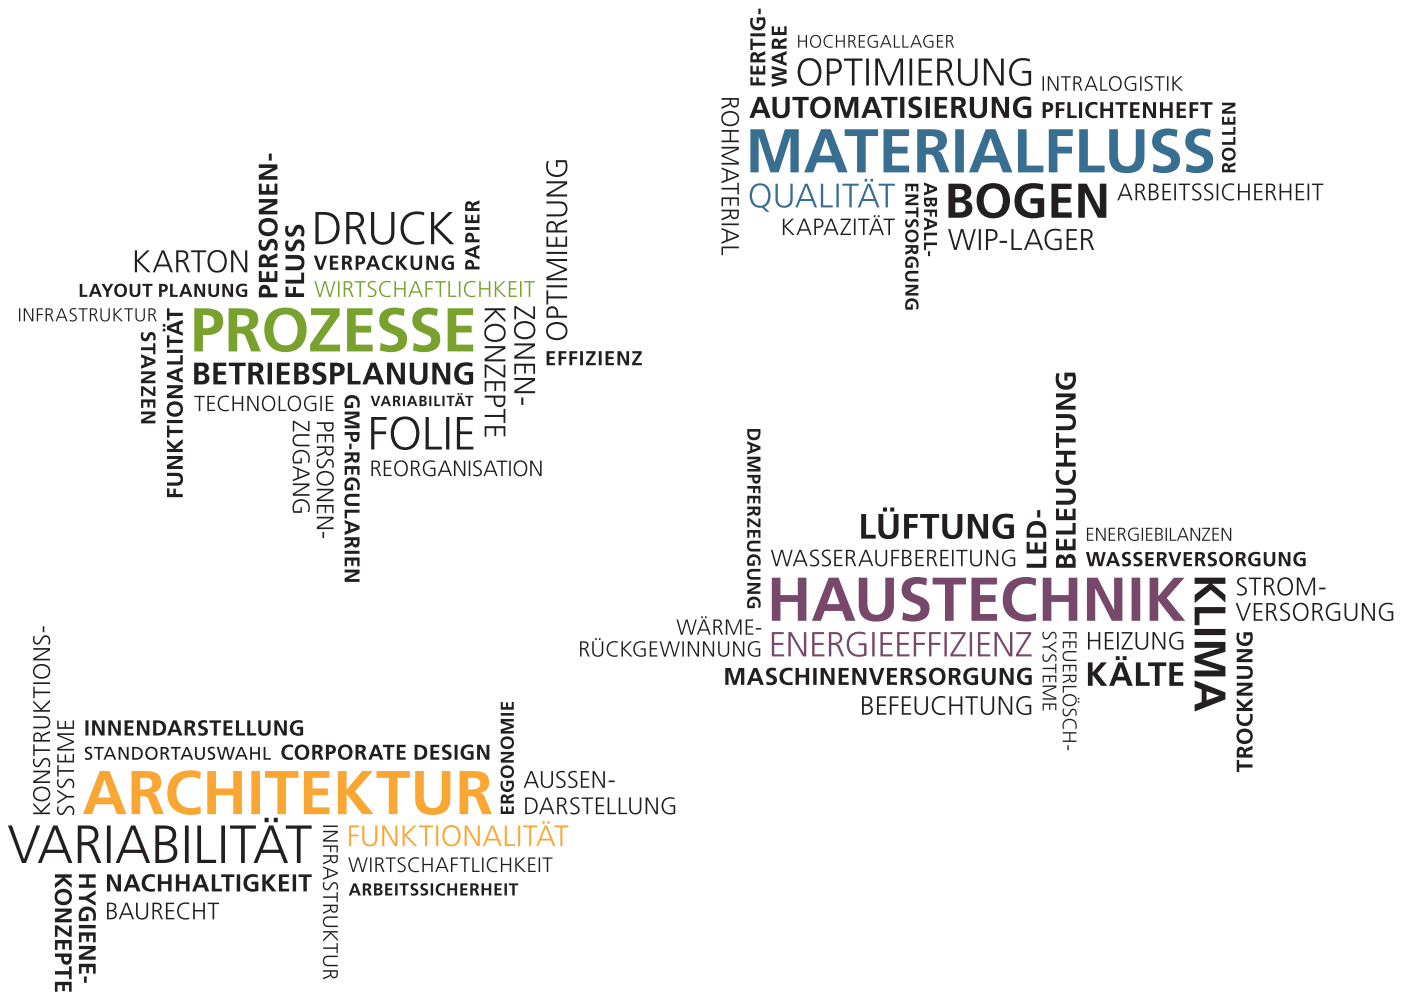 FERTIG-
WARE
HOCHREGALLAGER
OPTIMIERUNG
INTRALOGISTIK
ROHMATERIAL
AUTOMATISIERUNG
PFLICHTENHEFT
ROLLEN
MATERIALFLUSS
QUALITÄT
KAPAZITÄT
ABFALL-
ENTSORGUNG
BOGEN
ARBEITSSICHERHEIT
WIP-LAGER
PERSONEN-
FLUSS
DRUCK
PAPIER
OPTIMIERUNG
KARTON
VERPACKUNG
LAYOUT PLANUNG
WIRTSCHAFTLICHKEIT
INFRASTRUKTUR
STANZEN
FUNKTIONALITÄT
PROZESSE
ZONEN-
KONZEPTE
EFFIZIENZ
BETRIEBSPLANUNG
TECHNOLOGIE
GMP-REGULARIEN
VARIABILITÄT
FOLIE
PERSONEN-
ZUGANG
REORGANISATION
DAMPFERZEUGUNG
LÜFTUNG
LED-
BELEUCHTUNG
ENERGIEBILANZEN
WASSERAUFBEREITUNG
WASSERVERSORGUNG
HAUSTECHNIK
KLIMA
STROM-
VERSORGUNG
WÄRME-
RÜCKGEWINNUNG
ENERGIEEFFIZIENZ
FEUERLÖSCH-
SYSTEME
HEIZUNG
MASCHINENVERSORGUNG
KÄLTE
TROCKNUNG
BEFEUCHTUNG
KONSTRUKTIONS-
SYSTEME
INNENDARSTELLUNG
STANDORTAUSWAHL
CORPORATE DESIGN
ERGONOMIE
ARCHITEKTUR
AUSSEN-
DARSTELLUNG
VARIABILITÄT
INFRASTRUKTUR
FUNKTIONALITÄT
WIRTSCHAFTLICHKEIT
HYGIENE-
KONZEPTE
NACHHALTIGKEIT
ARBEITSSICHERHEIT
BAURECHT